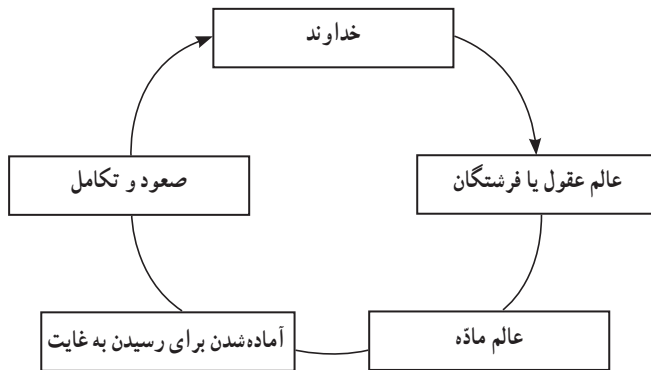 خداوند
عالم عقول یا فرشتگان
صعود و تکامل
عالم مادّه
آماده‌شدن برای رسیدن به غایت